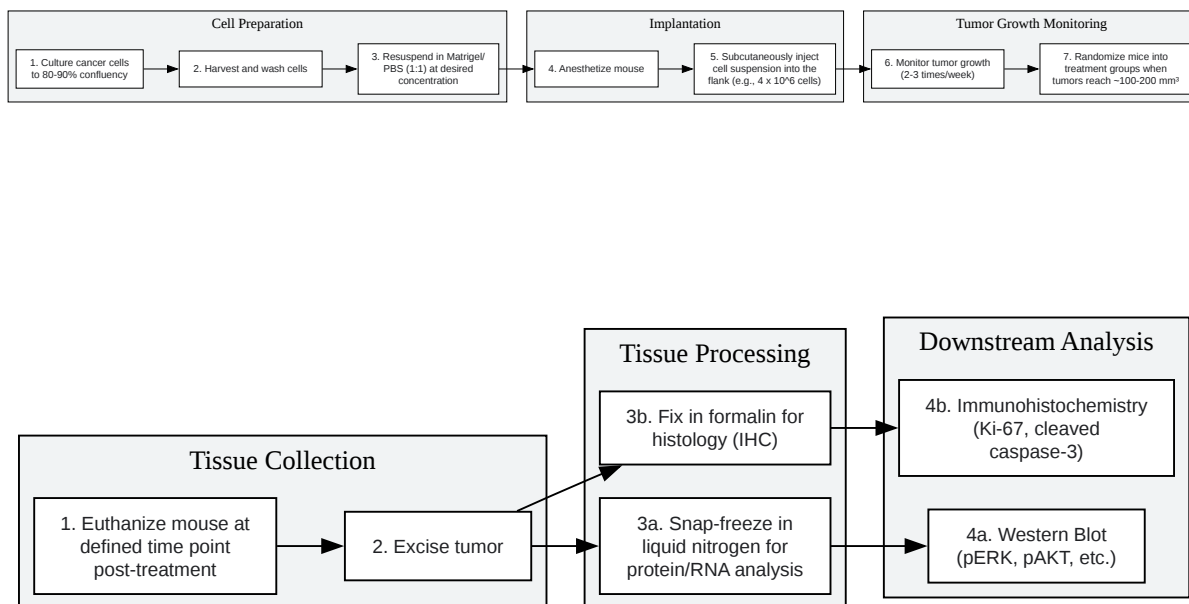 Cell Preparation
1. Culture cancer cells
to 80-90% confluency
2. Harvest and wash cells
3. Resuspend in Matrigel/
PBS (1:1) at desired
concentration
Implantation
4. Anesthetize mouse
5. Subcutaneously inject
cell suspension into the
flank (e.g., 4 x 10^6 cells)
Tumor Growth Monitoring
6. Monitor tumor growth
(2-3 times/week)
7. Randomize mice into
treatment groups when
tumors reach ~100-200 mm³
Tissue Collection
1. Euthanize mouse at
defined time point
post-treatment
2. Excise tumor
Tissue Processing
3b. Fix in formalin for
histology (IHC)
3a. Snap-freeze in
liquid nitrogen for
protein/RNA analysis
Downstream Analysis
4b. Immunohistochemistry
(Ki-67, cleaved
caspase-3)
4a. Western Blot
(pERK, pAKT, etc.)